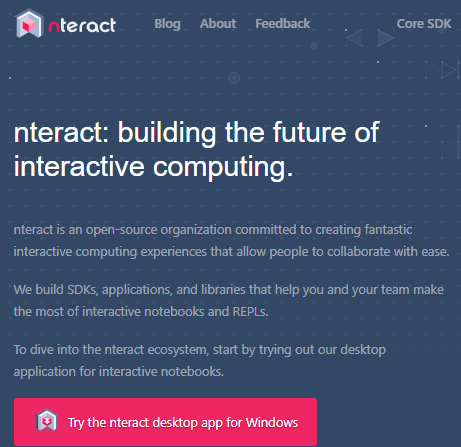 nteract Blog About Feedback Core SDK
nteract: building the future of
interactive computing.
nteract is an open-source organization committed to creating fantastic
interactive computing experiences that allow people to collaborate with ease.
We build SDKs, applications, and libraries that help you and your team make
the most of interactive notebooks and REPLs.
To dive into the nteract ecosystem, start by trying out our desktop
application for interactive notebooks.
Try the nteract desktop app for Windows